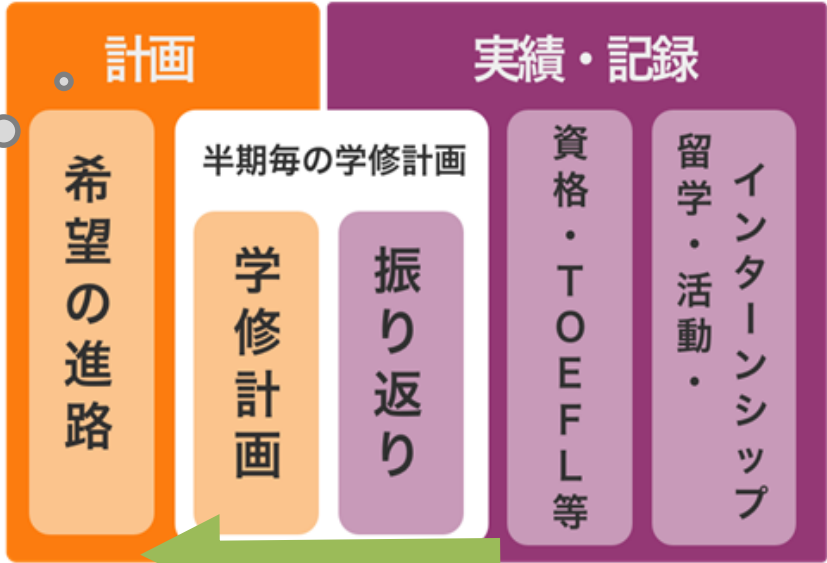 計画
実績・記録
希望の進路
半期毎の学修計画
学修計画
振り返り
資格・TOEFL等
インターンシップ
留学・活動・